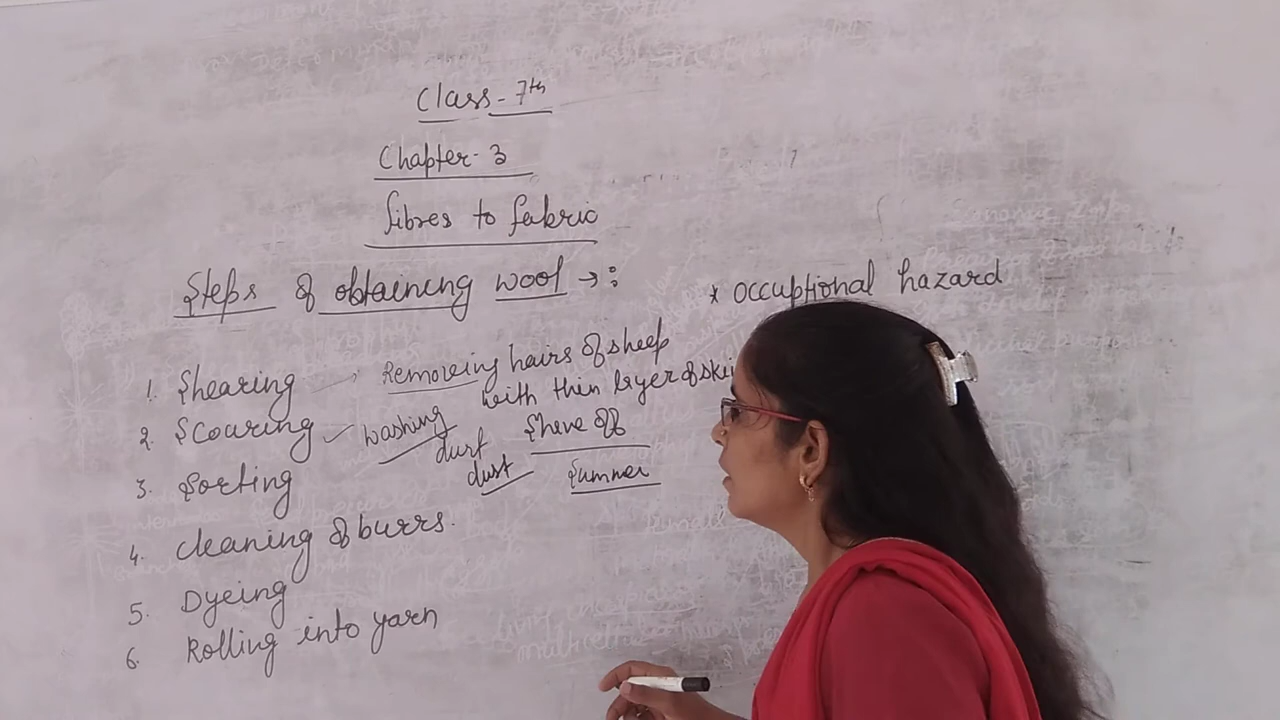 Class - 7th
Chapter - 3
fibres to fabric
Steps of obtaining wool →:
* occuptional hazard
1. Shearing → Removing hairs of sheep
with thin layer of skin
2. Scouring washing
dust
Sheve off
3. Sorting
dust
Summer
4. Cleaning of burrs.
5. Dyeing
6. Rolling into yarn